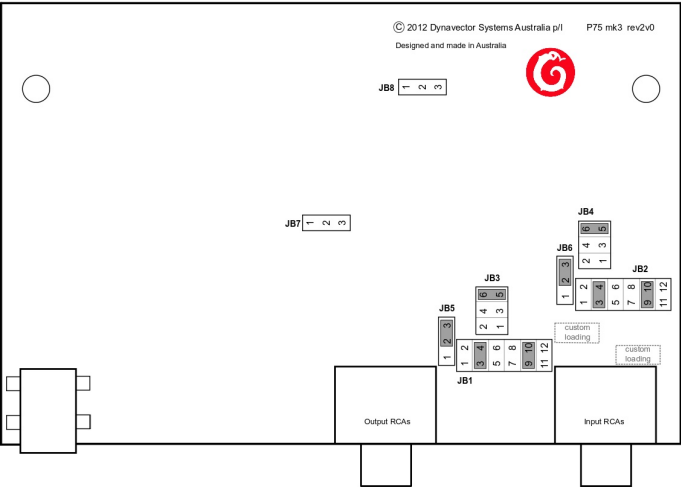 © 2012 Dynavector Systems Australia p/l P75 mk3 rev2v0
Designed and made in Australia
JB8 1 2 3
JB7 1 2 3
JB4
6 5
4 3
2 1
JB6
3
2
1
JB2
2 4 6 8 10 12
1 3 5 7 9 11
JB3
6 5
4 3
2 1
JB5
3
2
1
2 4 6 8 10 12
1 3 5 7 9 11
JB1
custom
loading
custom
loading
Output RCAs
Input RCAs